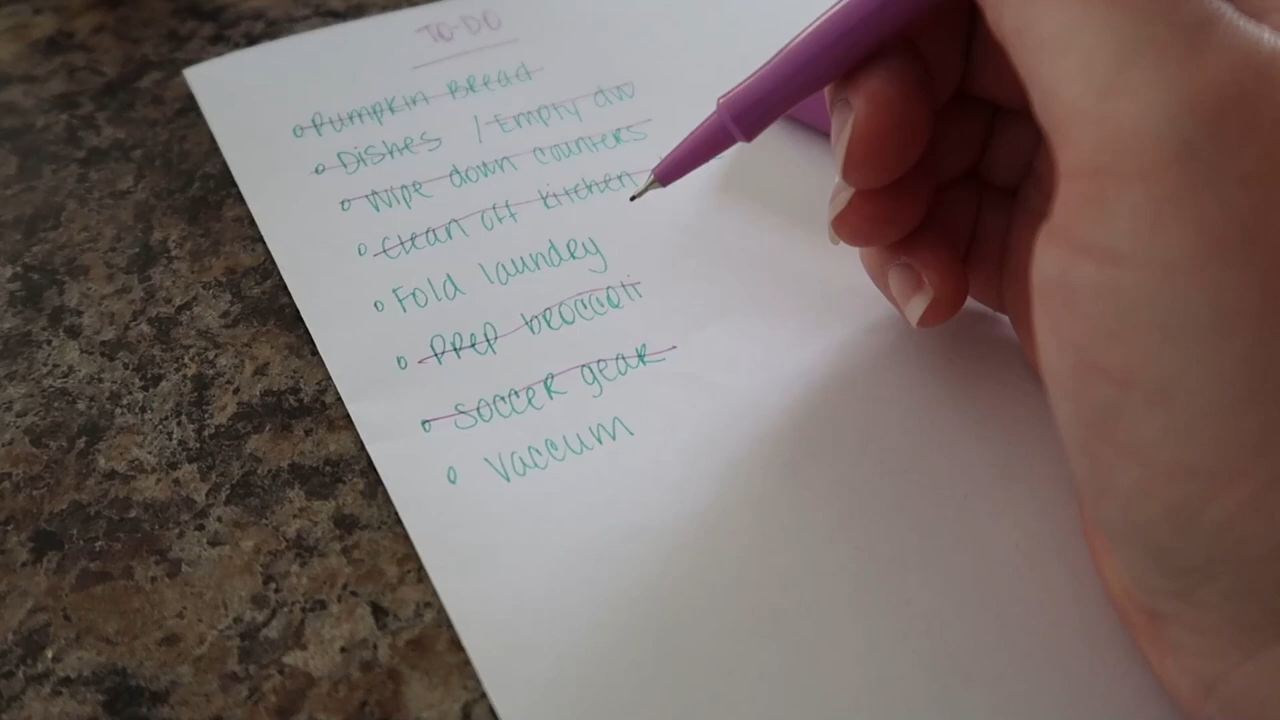 TO-DO
Pumpkin Bread
Dishes / Empty dw
Wipe down counters
Clean off kitchen
Fold laundry
Prep broccoli
Soccer gear
Vaccum